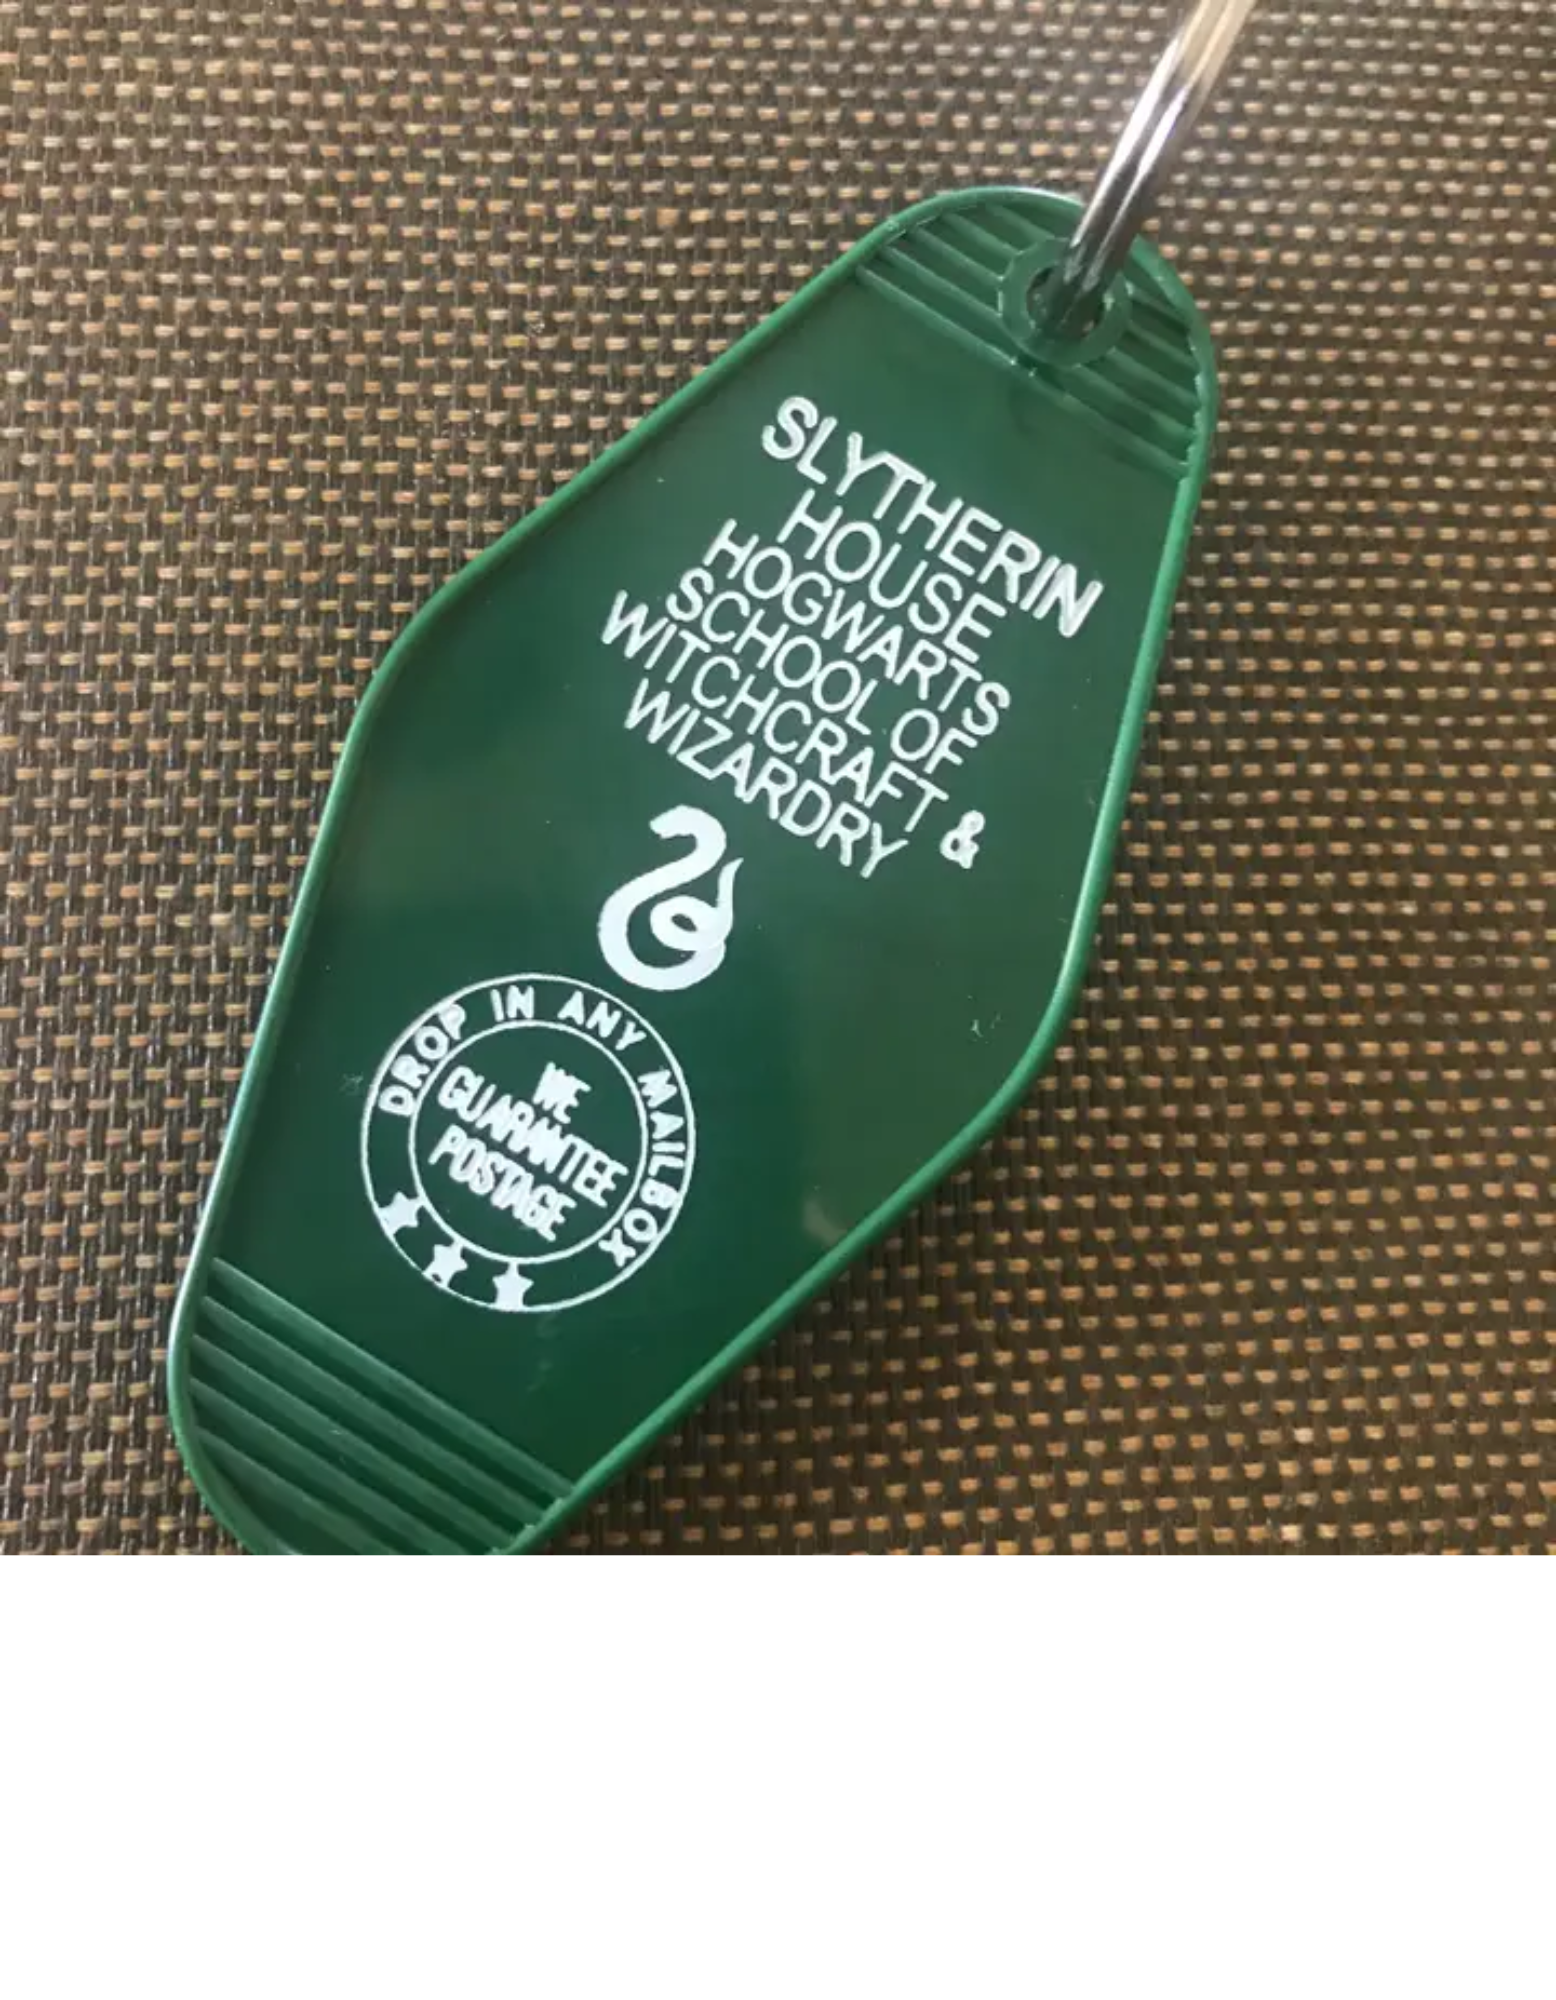 SLYTHERIN
HOUSE
HOGWARTS
SCHOOL OF
WITCHCRAFT &
WIZARDRY
DROP IN ANY MAILBOX
WE
GUARANTEE
POSTAGE